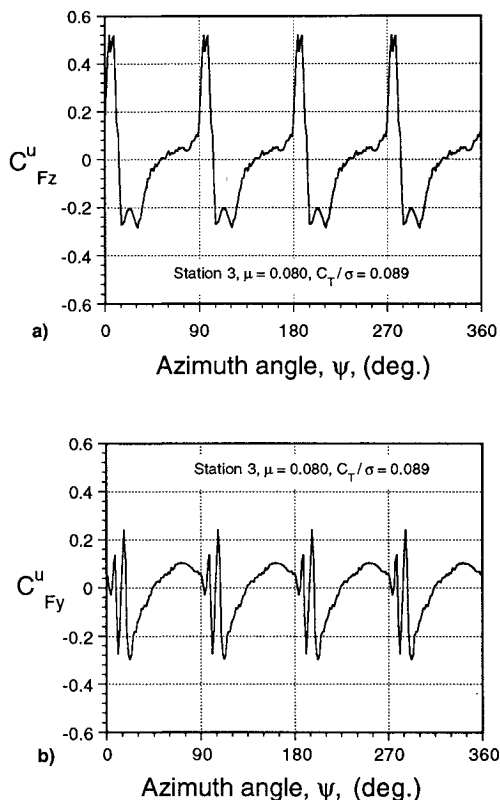 0.6
0.4
0.2
0
-0.2
-0.4
-0.6
C^u_Fz
Station 3, μ = 0.080, C_T / σ = 0.089
0 90 180 270 360
a)
Azimuth angle, ψ, (deg.)
0.6
0.4
0.2
0
-0.2
-0.4
-0.6
C^u_Fy
Station 3, μ = 0.080, C_T / σ = 0.089
0 90 180 270 360
b)
Azimuth angle, ψ, (deg.)